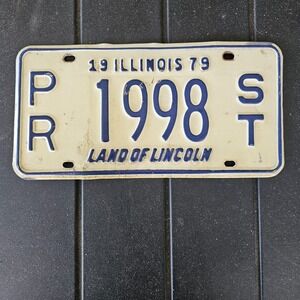 19 ILLINOIS 79
PR 1998 ST
LAND OF LINCOLN